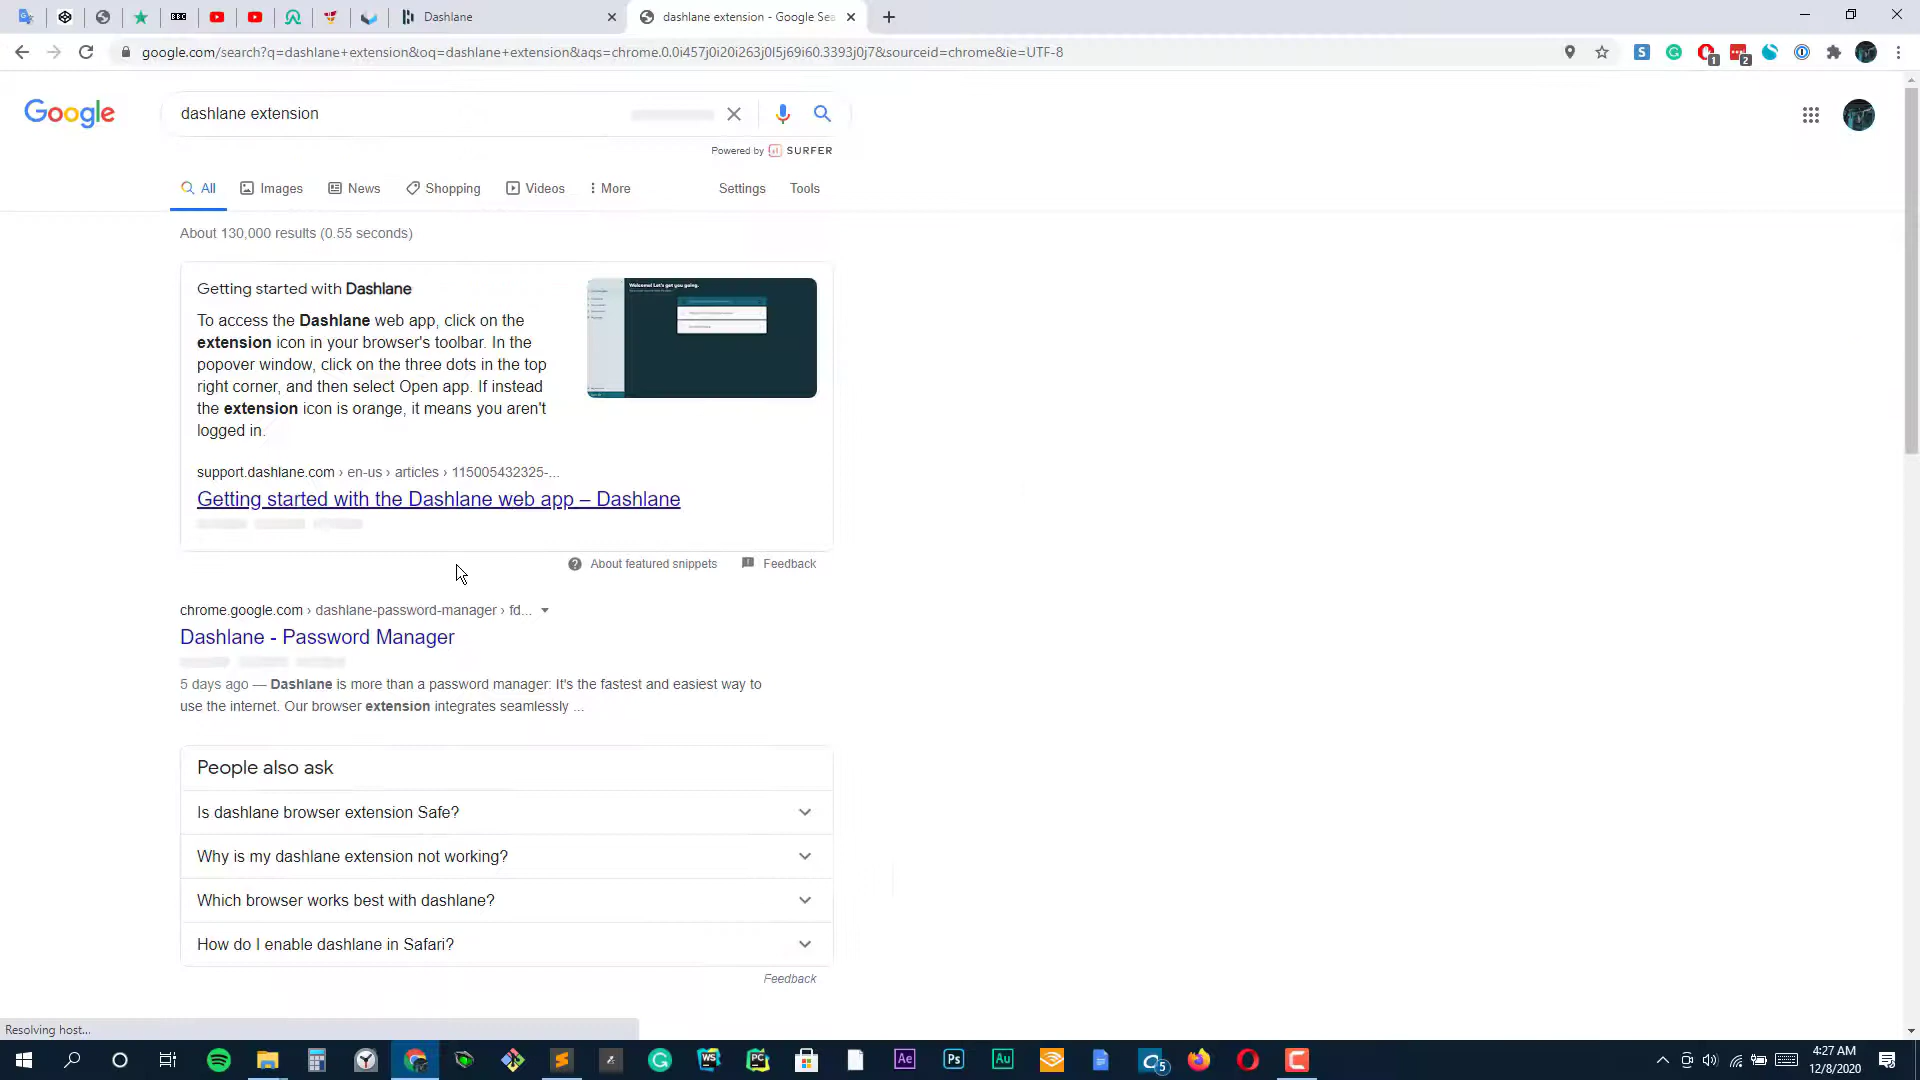 Dashlane
dashlane extension - Google Sea
google.com/search?q=dashlane+extension&oq=dashlane+extension&aqs=chrome.0.0i457j0i20i263j0l5j69i60.3393j0j7&sourceid=chrome&ie=UTF-8
Google
dashlane extension
Powered by SURFER
All
Images
News
Shopping
Videos
More
Settings
Tools
About 130,000 results (0.55 seconds)
Getting started with Dashlane
To access the Dashlane web app, click on the
extension icon in your browser's toolbar. In the
popover window, click on the three dots in the top
right corner, and then select Open app. If instead
the extension icon is orange, it means you aren't
logged in.
Welcome! Let's get you going.
support.dashlane.com › en-us › articles › 115005432325-...
Getting started with the Dashlane web app – Dashlane
About featured snippets
Feedback
chrome.google.com › dashlane-password-manager › fd...
Dashlane - Password Manager
5 days ago — Dashlane is more than a password manager: It's the fastest and easiest way to
use the internet. Our browser extension integrates seamlessly ...
People also ask
Is dashlane browser extension Safe?
Why is my dashlane extension not working?
Which browser works best with dashlane?
How do I enable dashlane in Safari?
Feedback
Resolving host...
4:27 AM
12/8/2020